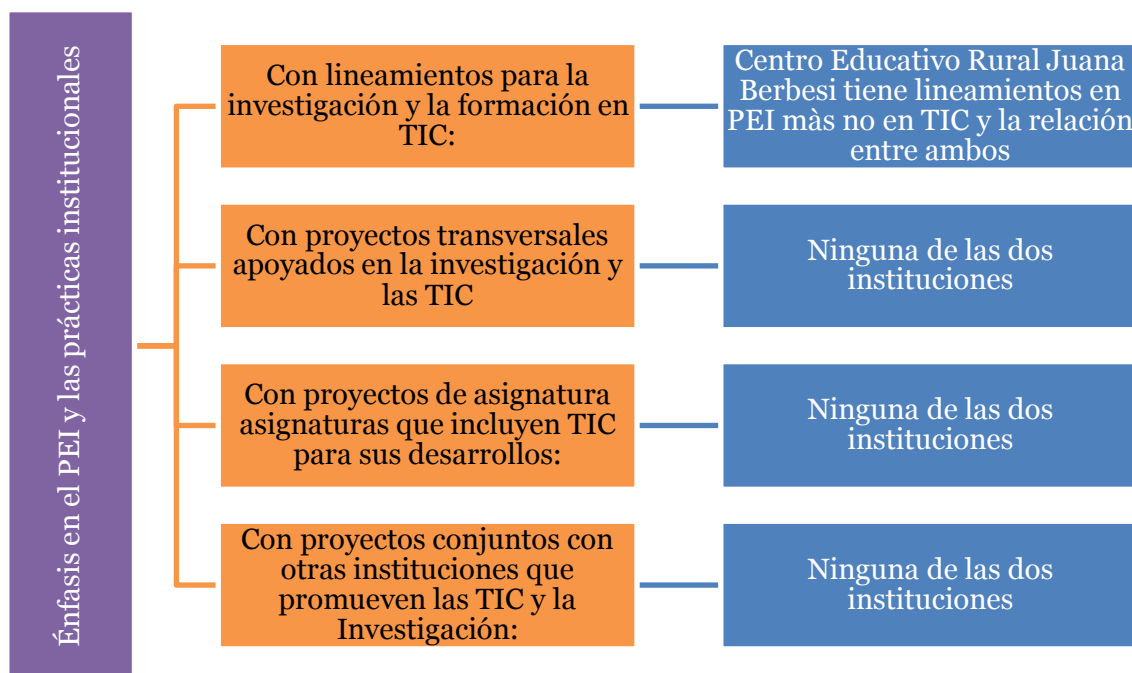 Énfasis en el PEI y las prácticas institucionales
Con lineamientos para la
investigación y la formación en
TIC:
Centro Educativo Rural Juana
Berbesi tiene lineamientos en
PEI màs no en TIC y la relación
entre ambos
Con proyectos transversales
apoyados en la investigación y
las TIC
Ninguna de las dos
instituciones
Con proyectos de asignatura
asignaturas que incluyen TIC
para sus desarrollos:
Ninguna de las dos
instituciones
Con proyectos conjuntos con
otras instituciones que
promueven las TIC y la
Investigación:
Ninguna de las dos
instituciones